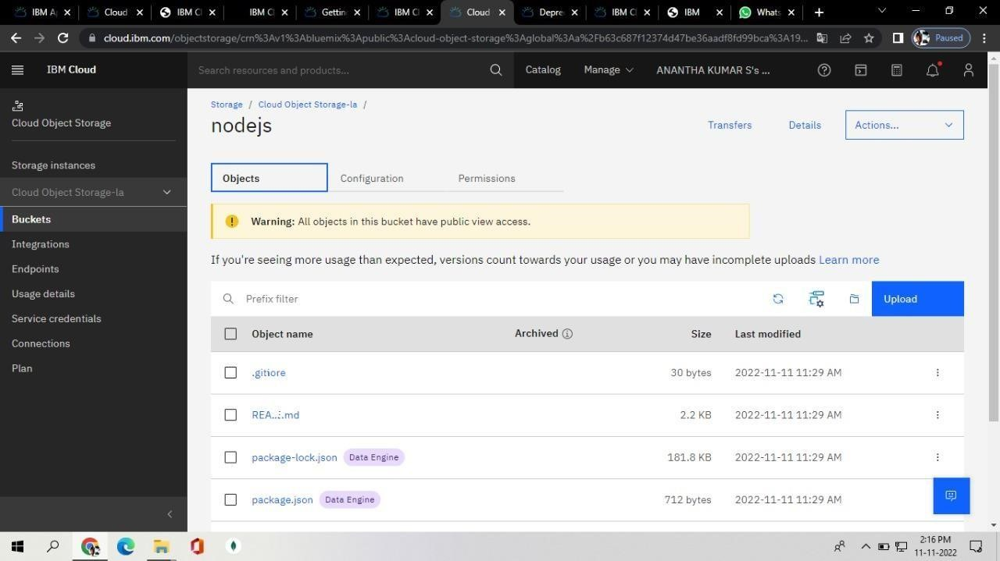 IBM A
Cloud
IBM Cl
IBM Cl
Gettin
IBM C
Cloud
Depre
IBM C
IBM
Whats
cloud.ibm.com/objectstorage/crn%3Av1%3Abluemix%3Apublic%3Acloud-object-storage%3Aglobal%3Aa%2Fb63c687f12374d47be36aadf8fd99bca%3A19...
Paused
IBM Cloud
Search resources and products...
Catalog
Manage
ANANTHA KUMAR S's ...
Cloud Object Storage
Storage instances
Cloud Object Storage-la
Buckets
Integrations
Endpoints
Usage details
Service credentials
Connections
Plan
Storage / Cloud Object Storage-la /
nodejs
Transfers
Details
Actions...
Objects
Configuration
Permissions
Warning: All objects in this bucket have public view access.
If you're seeing more usage than expected, versions count towards your usage or you may have incomplete uploads Learn more
Prefix filter
Upload
Object name Archived Size Last modified
.gitiore 30 bytes 2022-11-11 11:29 AM
REA....md 2.2 KB 2022-11-11 11:29 AM
package-lock.json Data Engine 181.8 KB 2022-11-11 11:29 AM
package.json Data Engine 712 bytes 2022-11-11 11:29 AM
2:16 PM
11-11-2022